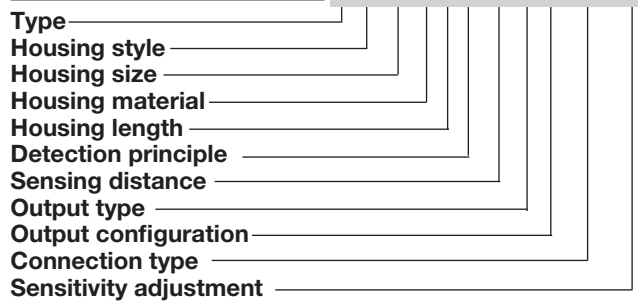 Type
Housing style
Housing size
Housing material
Housing length
Detection principle
Sensing distance
Output type
Output configuration
Connection type
Sensitivity adjustment